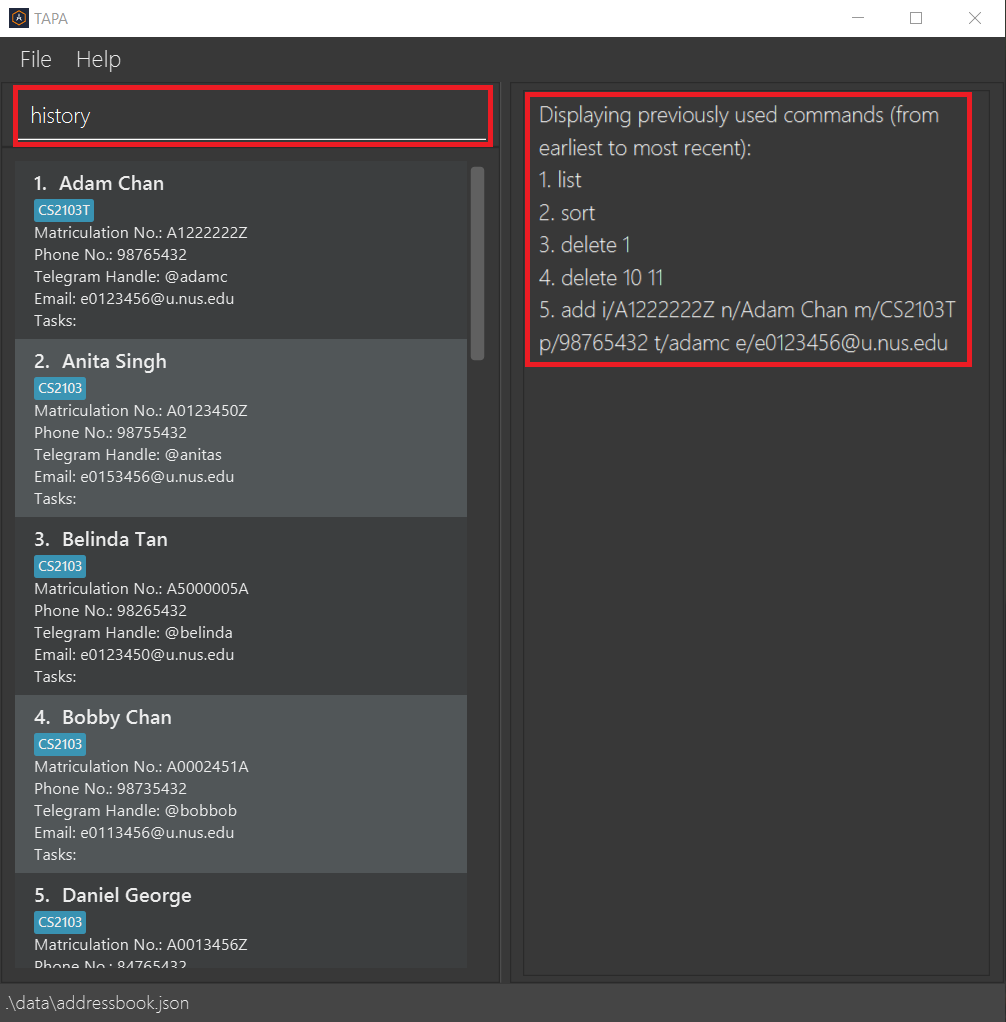 TAPA
File Help
history
1. Adam Chan
CS2103T
Matriculation No.: A1222222Z
Phone No.: 98765432
Telegram Handle: @adamc
Email: e0123456@u.nus.edu
Tasks:
2. Anita Singh
CS2103
Matriculation No.: A0123450Z
Phone No.: 98755432
Telegram Handle: @anitas
Email: e0153456@u.nus.edu
Tasks:
3. Belinda Tan
CS2103
Matriculation No.: A5000005A
Phone No.: 98265432
Telegram Handle: @belinda
Email: e0123450@u.nus.edu
Tasks:
4. Bobby Chan
CS2103
Matriculation No.: A0002451A
Phone No.: 98735432
Telegram Handle: @bobbob
Email: e0113456@u.nus.edu
Tasks:
5. Daniel George
CS2103
Matriculation No.: A0013456Z
Phone No.: 84765432
Displaying previously used commands (from
earliest to most recent):
1. list
2. sort
3. delete 1
4. delete 10 11
5. add i/A1222222Z n/Adam Chan m/CS2103T
p/98765432 t/adamc e/e0123456@u.nus.edu
.\data\addressbook.json